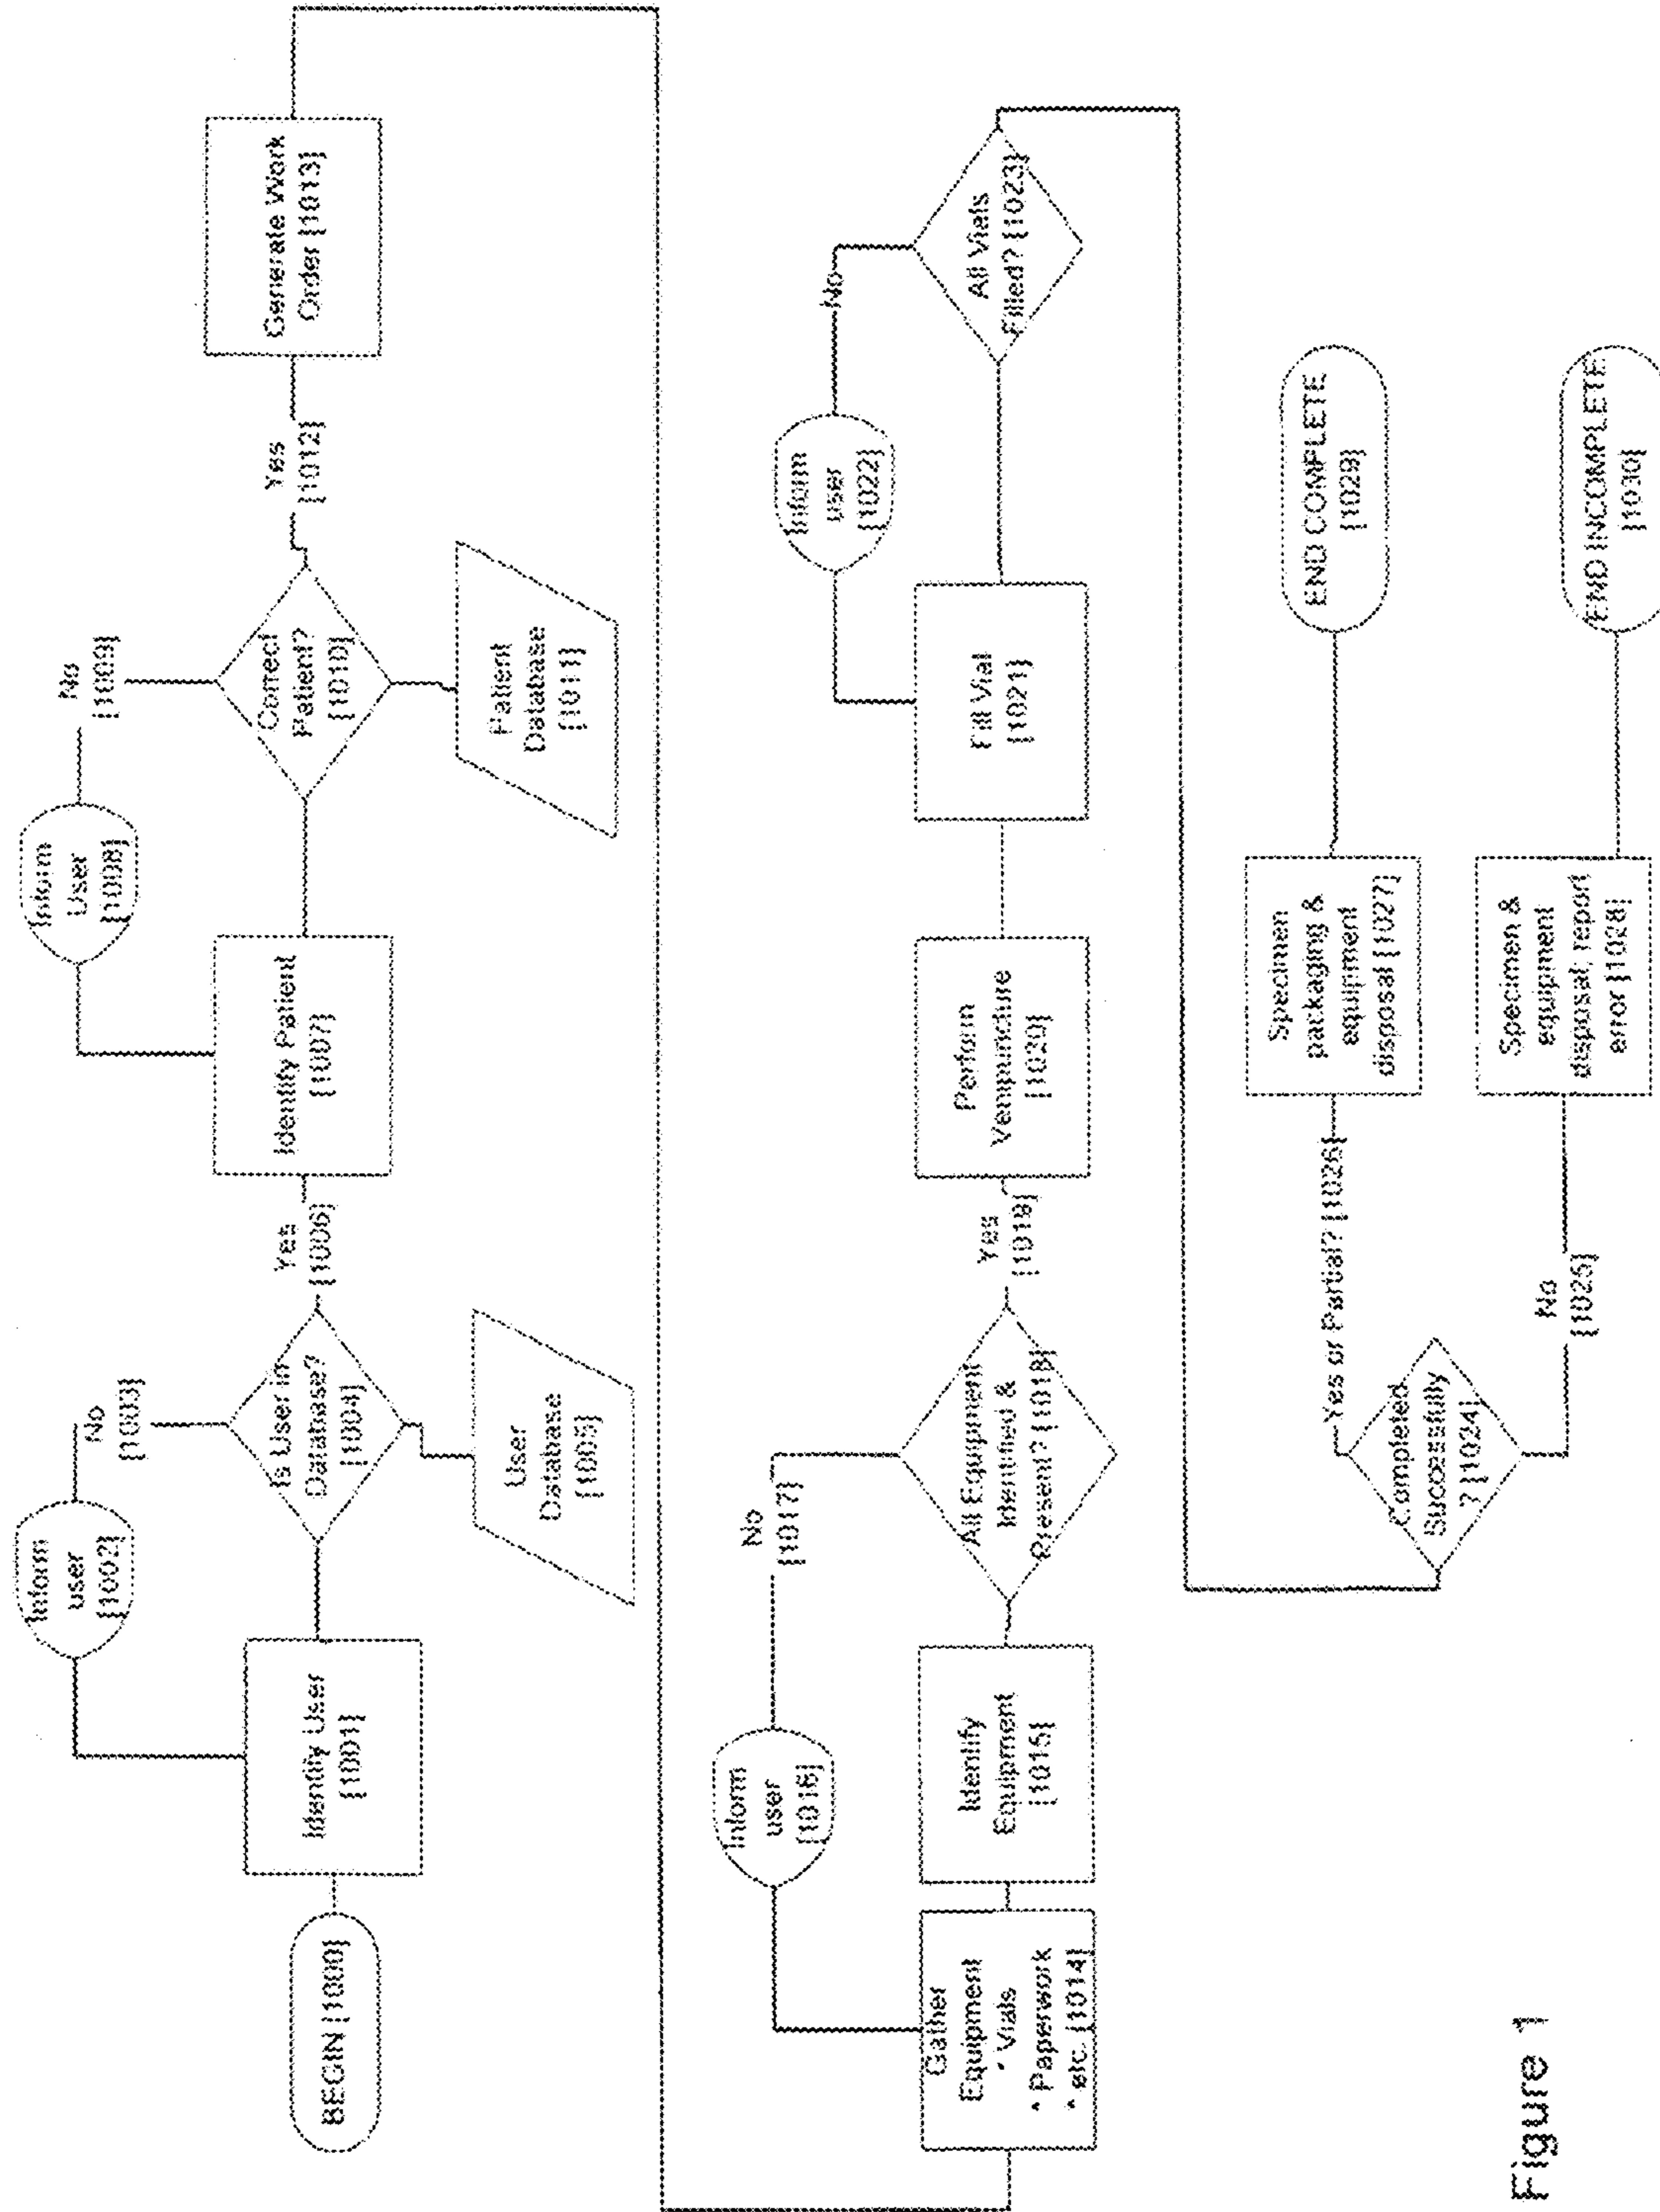 BEGIN [1000]
Identify User
[1001]
Inform
user
[1002]
No
[1003]
Is User in
Database?
[1004]
User
Database
[1005]
Yes
[1006]
Identify Patient
[1007]
Inform
User
[1008]
No
[1009]
Correct
Patient?
[1010]
Patient
Database
[1011]
Yes
[1012]
Generate Work
Order [1013]
Gather
Equipment
* Vials
* Paperwork
* etc. [1014]
Identify
Equipment
[1015]
Inform
user
[1016]
No
[1017]
All Equipment
Identified &
Present? [1018]
Yes
[1019]
Perform
Venipuncture
[1020]
Fill Vial
[1021]
Inform
user
[1022]
No
All Vials
Filled? [1023]
Completed
Successfully
? [1024]
No
[1025]
Yes or Partial? [1026]
Specimen
packaging &
equipment
disposal [1027]
Specimen &
equipment
disposal; report
error [1028]
END COMPLETE
[1029]
END INCOMPLETE
[1030]
Figure 1